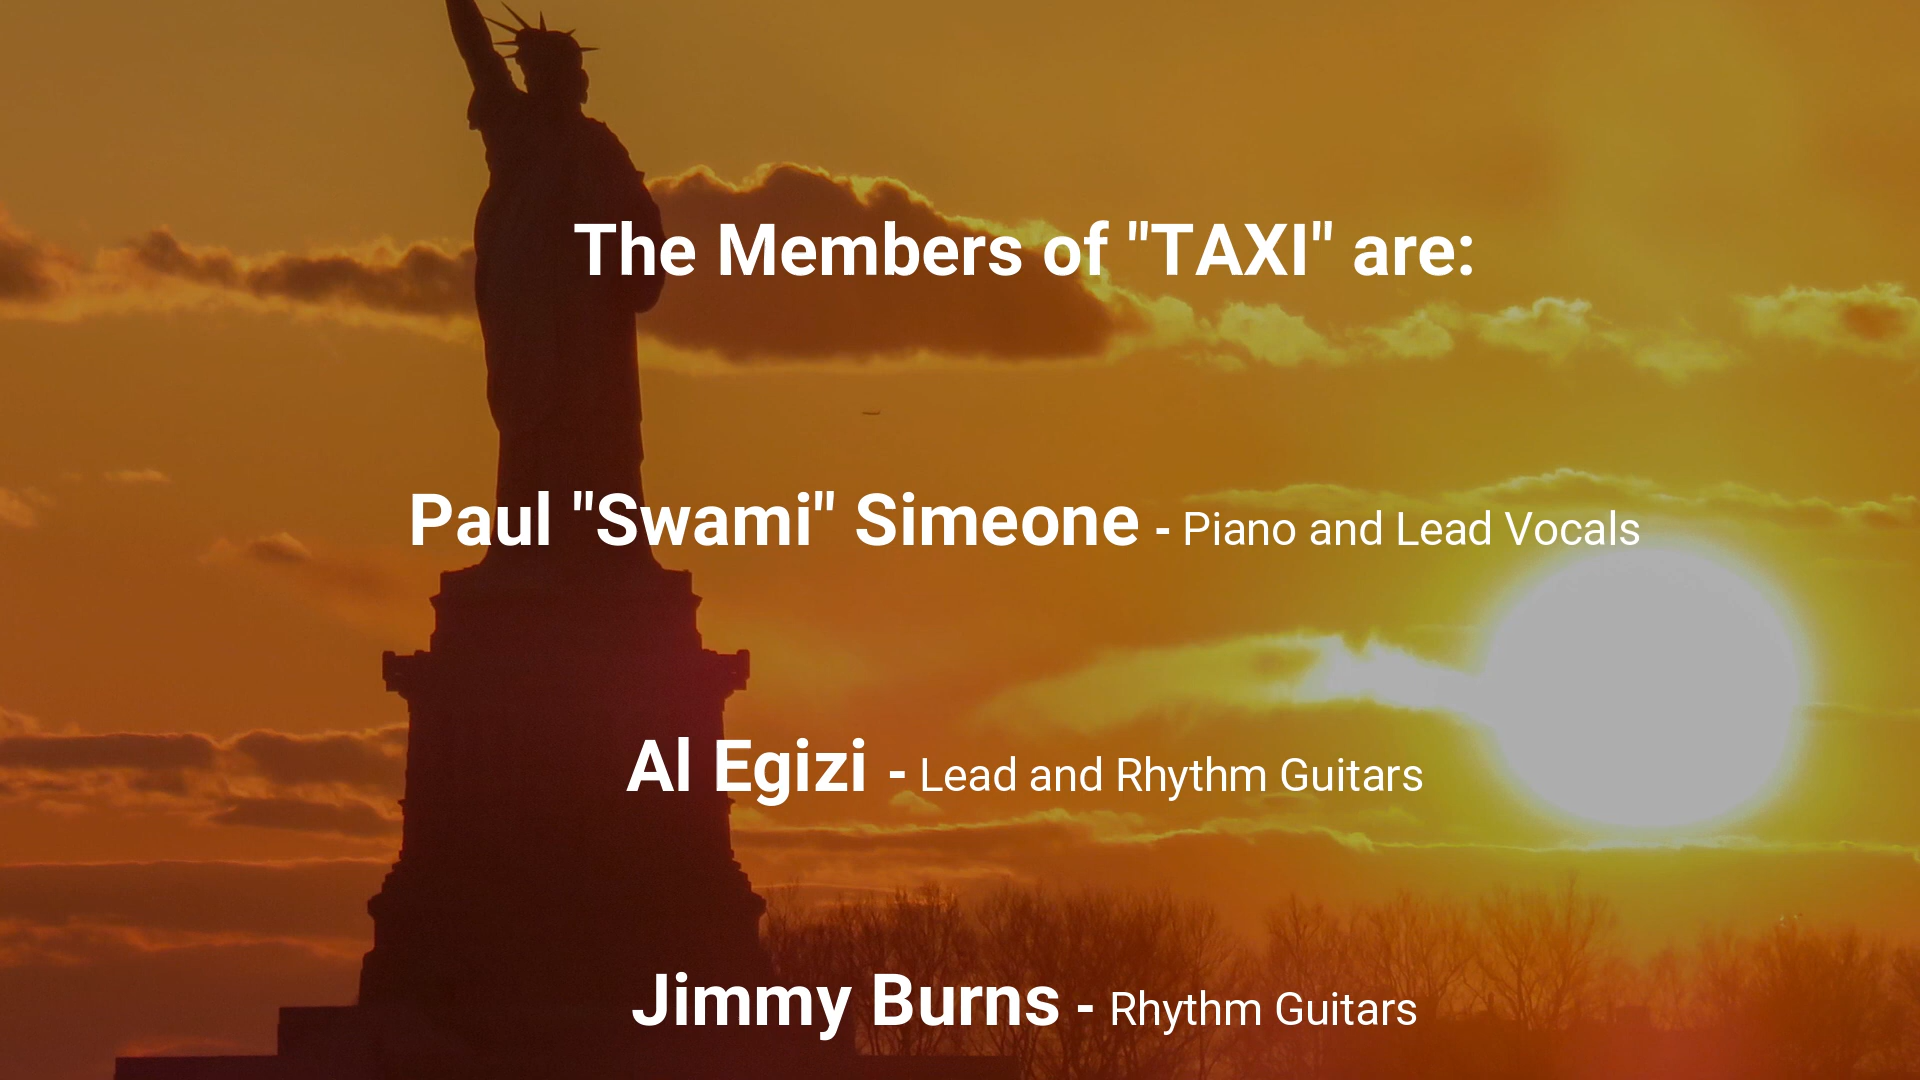 The Members of "TAXI" are:
Paul "Swami" Simeone - Piano and Lead Vocals
Al Egizi - Lead and Rhythm Guitars
Jimmy Burns - Rhythm Guitars